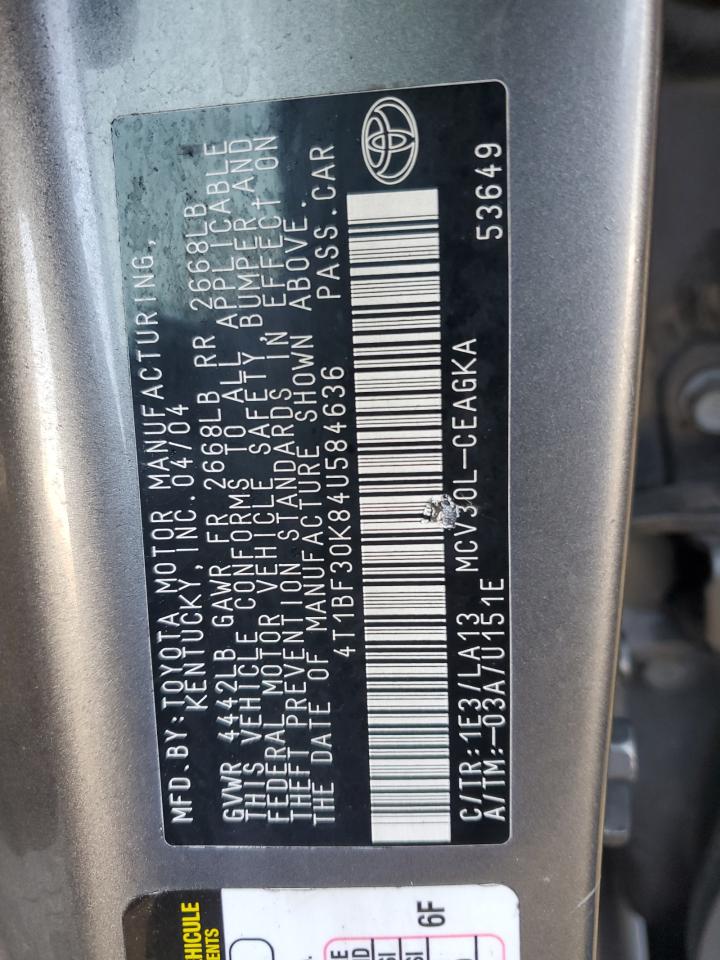 MFD.BY:TOYOTA MOTOR MANUFACTURING,
KENTUCKY, INC.04/04
GVWR 4442LB GAWR FR 2668LB RR 2668LB
THIS VEHICLE CONFORMS TO ALL APPLICABLE
FEDERAL MOTOR VEHICLE SAFETY BUMPER AND
THEFT PREVENTION STANDARDS IN EFFECT ON
THE DATE OF MANUFACTURE SHOWN ABOVE.
4T1BF30K84U584636 PASS.CAR
C/TR:1E3/LA13 MCV30L-CEAGKA
A/TM:-03A/U151E 53649
6F